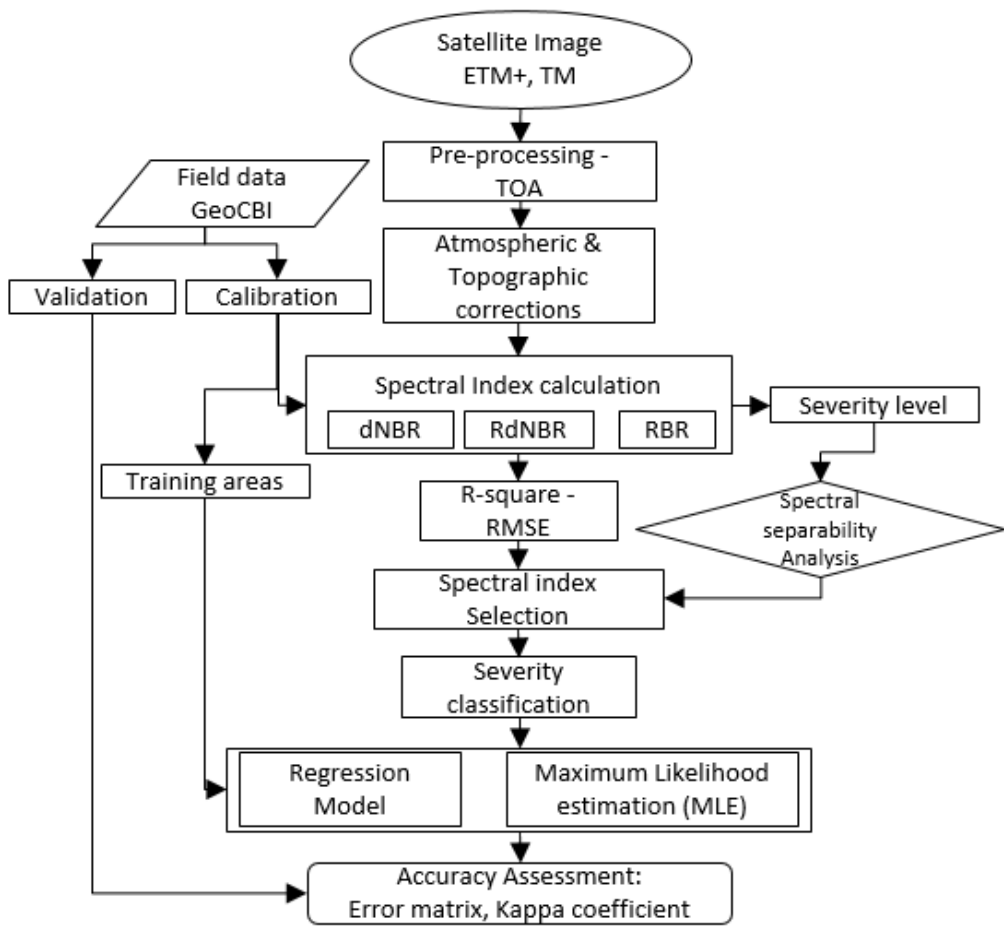 Satellite Image
ETM+, TM
Pre-processing -
TOA
Field data
GeoCBI
Atmospheric &
Topographic
corrections
Validation
Calibration
Spectral Index calculation
dNBR
RdNBR
RBR
Severity level
Training areas
R-square -
RMSE
Spectral
separability
Analysis
Spectral index
Selection
Severity
classification
Regression
Model
Maximum Likelihood
estimation (MLE)
Accuracy Assessment:
Error matrix, Kappa coefficient